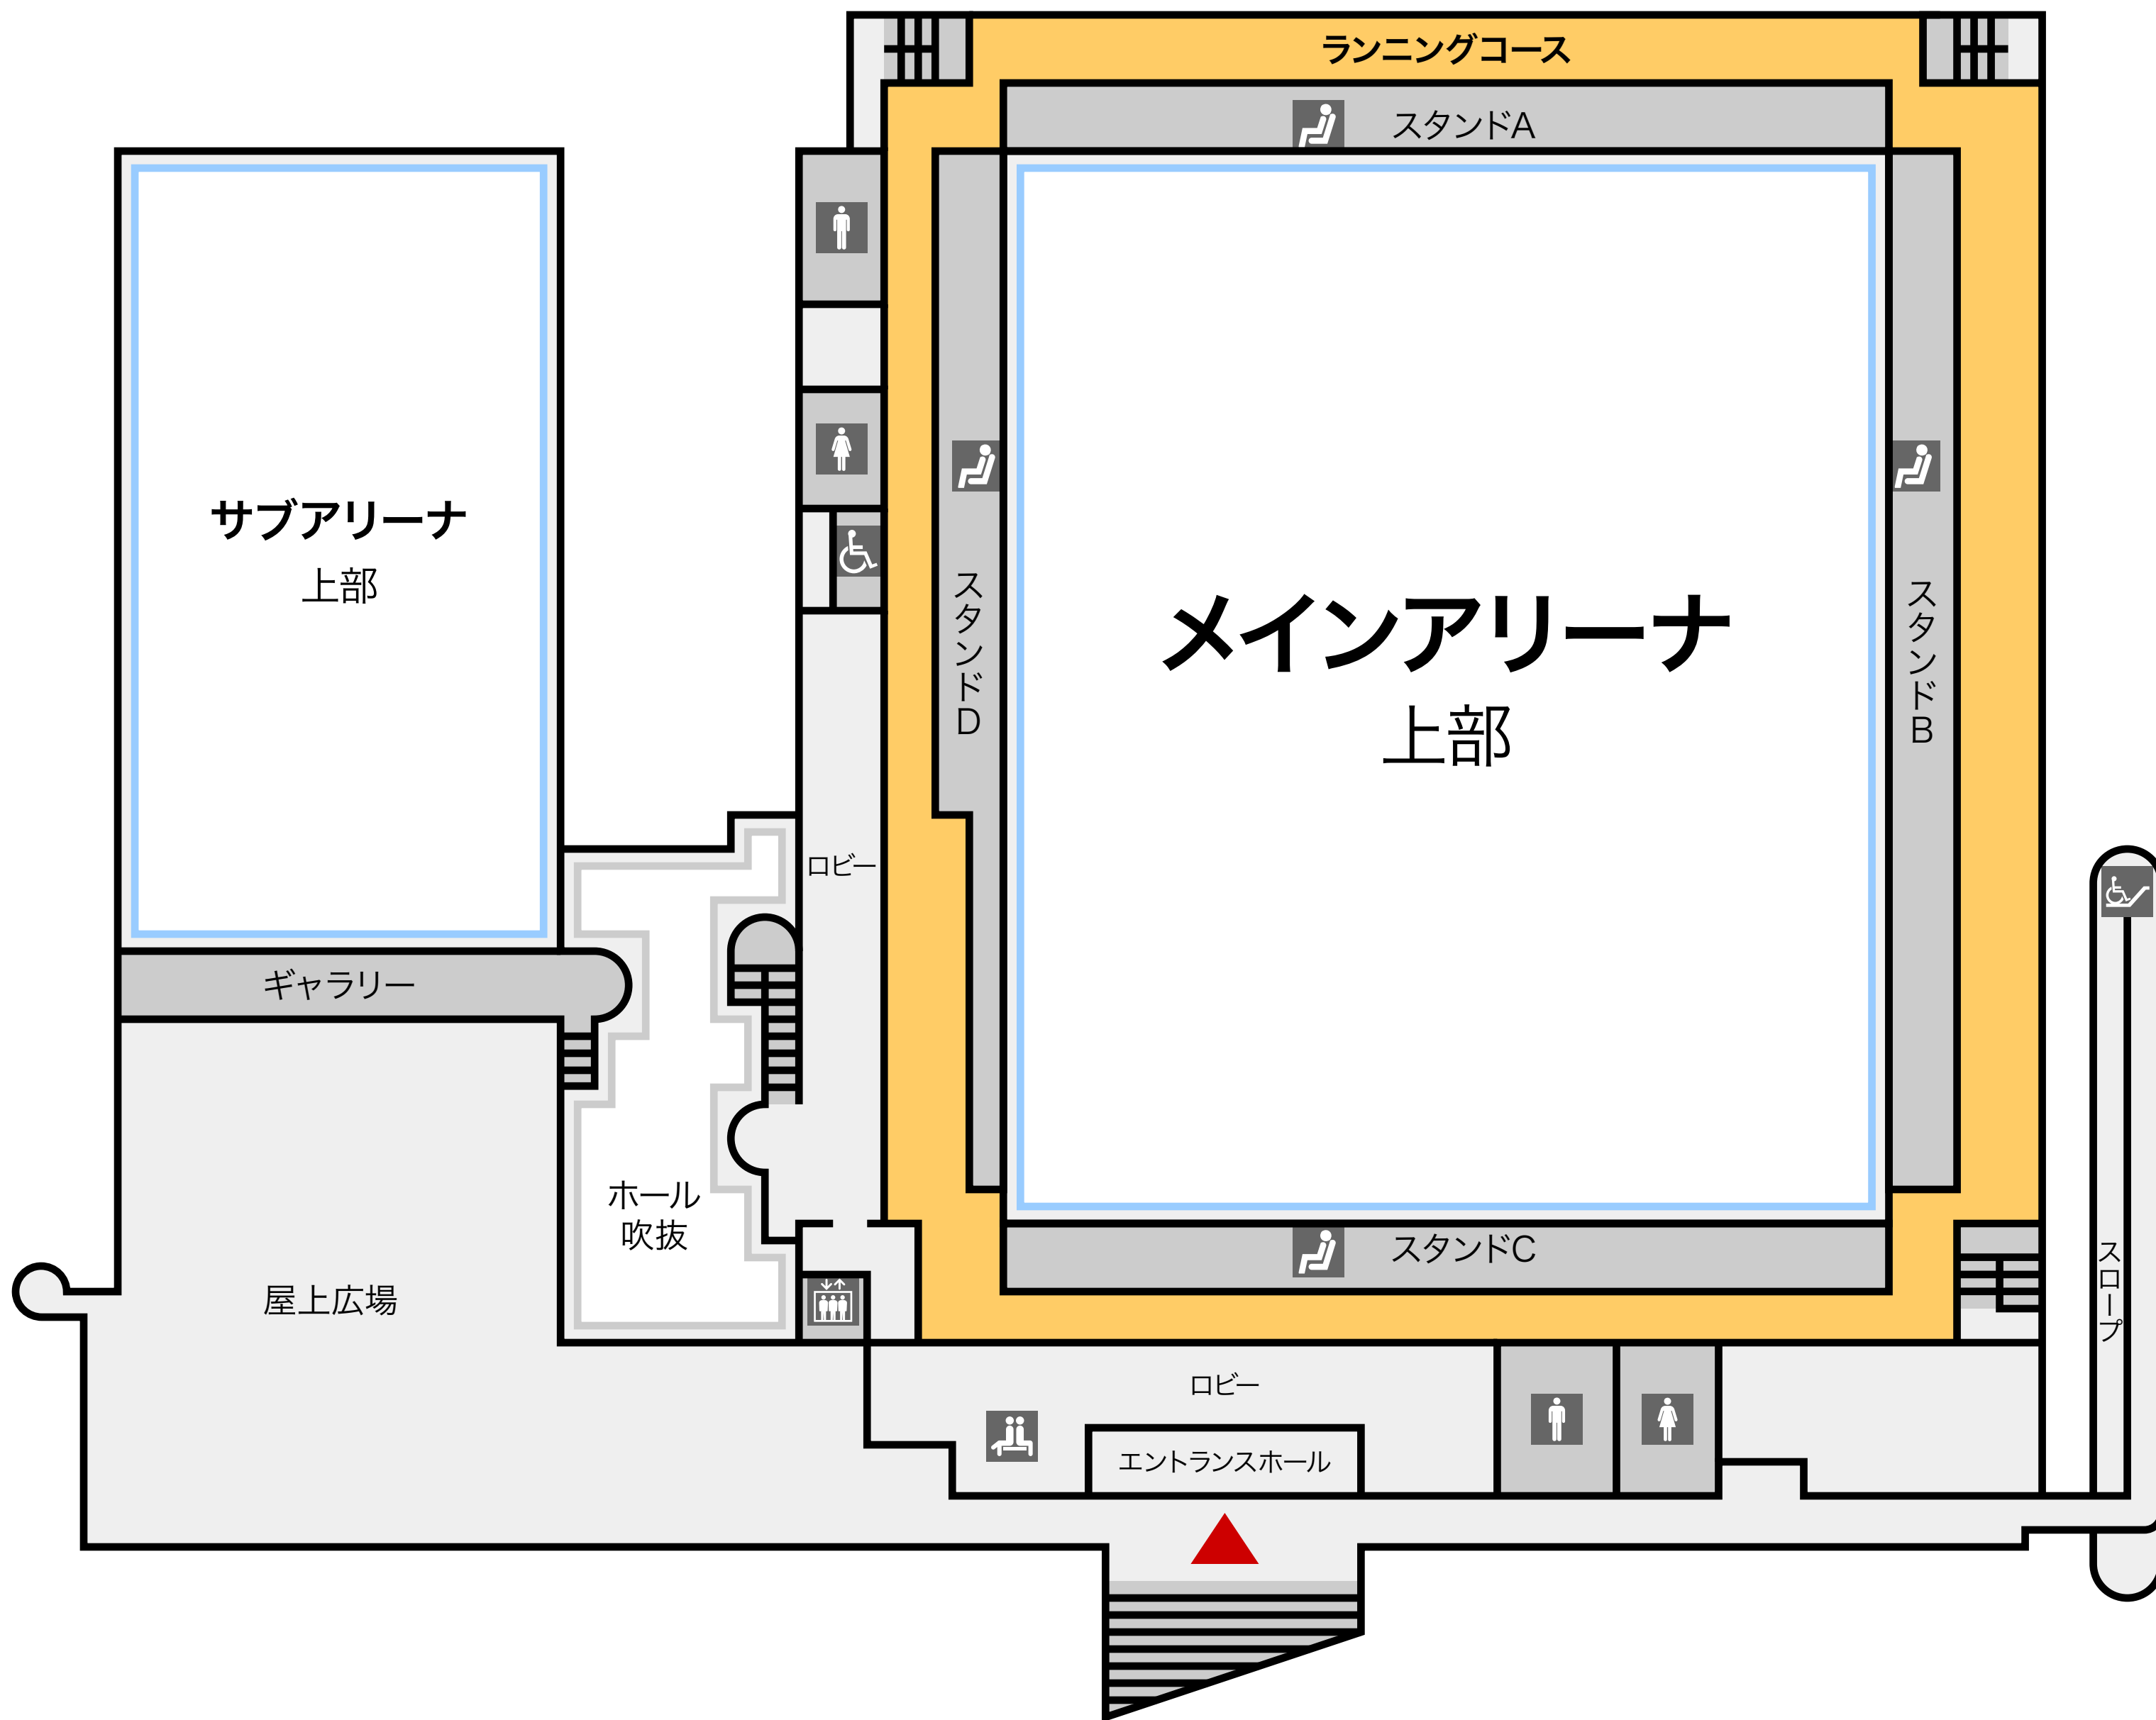 ランニングコース
スタンドA
サブアリーナ
上部
スタンドD
メインアリーナ
上部
スタンドB
ロビー
ギャラリー
ホール
吹抜
スタンドC
屋上広場
スロープ
ロビー
エントランスホール